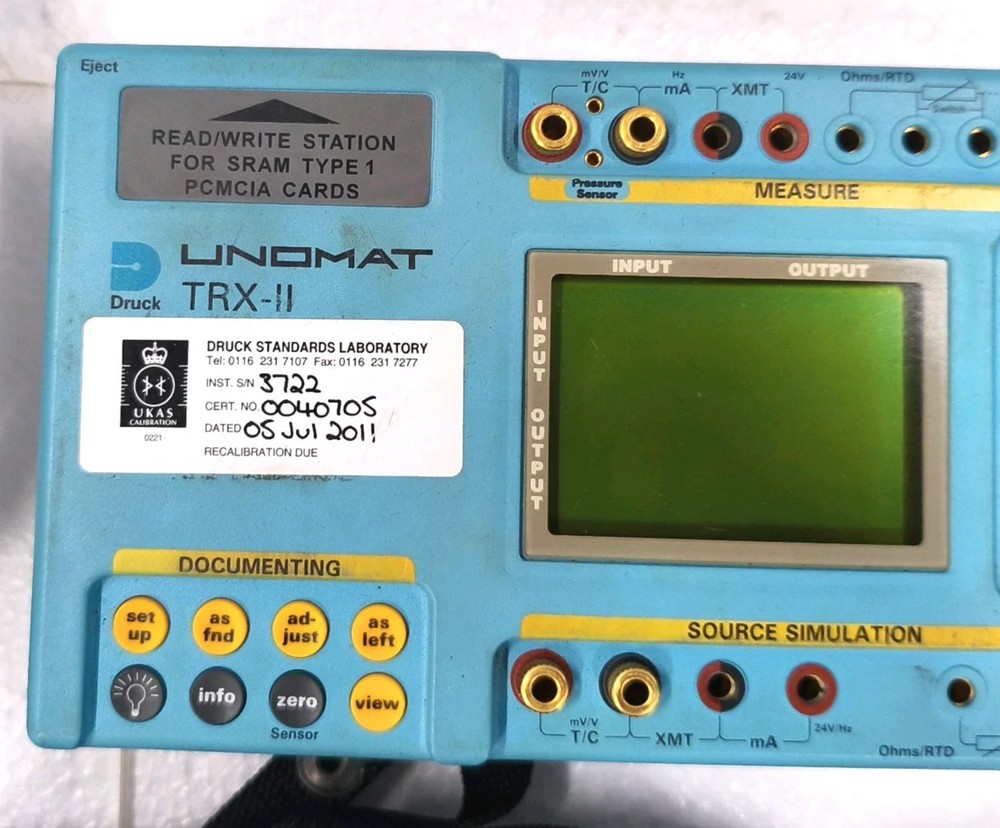 Eject
READ/WRITE STATION
FOR SRAM TYPE 1
PCMCIA CARDS
Druck
UNOMAT
TRX-II
DRUCK STANDARDS LABORATORY
Tel: 0116 231 7107 Fax: 0116 231 7277
INST. S/N 3722
CERT. NO. 0040705
DATED 05 Jul 2011
RECALIBRATION DUE
UKAS
CALIBRATION
0221
mV/V
T/C
Hz
mA
XMT
24V
Ohms/RTD
Switch
Pressure
Sensor
MEASURE
INPUT OUTPUT
INPUT OUTPUT
DOCUMENTING
set up
as fnd
ad-just
as left
info
zero
view
Sensor
SOURCE SIMULATION
mV/V
T/C
XMT
mA
24V/Hz
Ohms/RTD